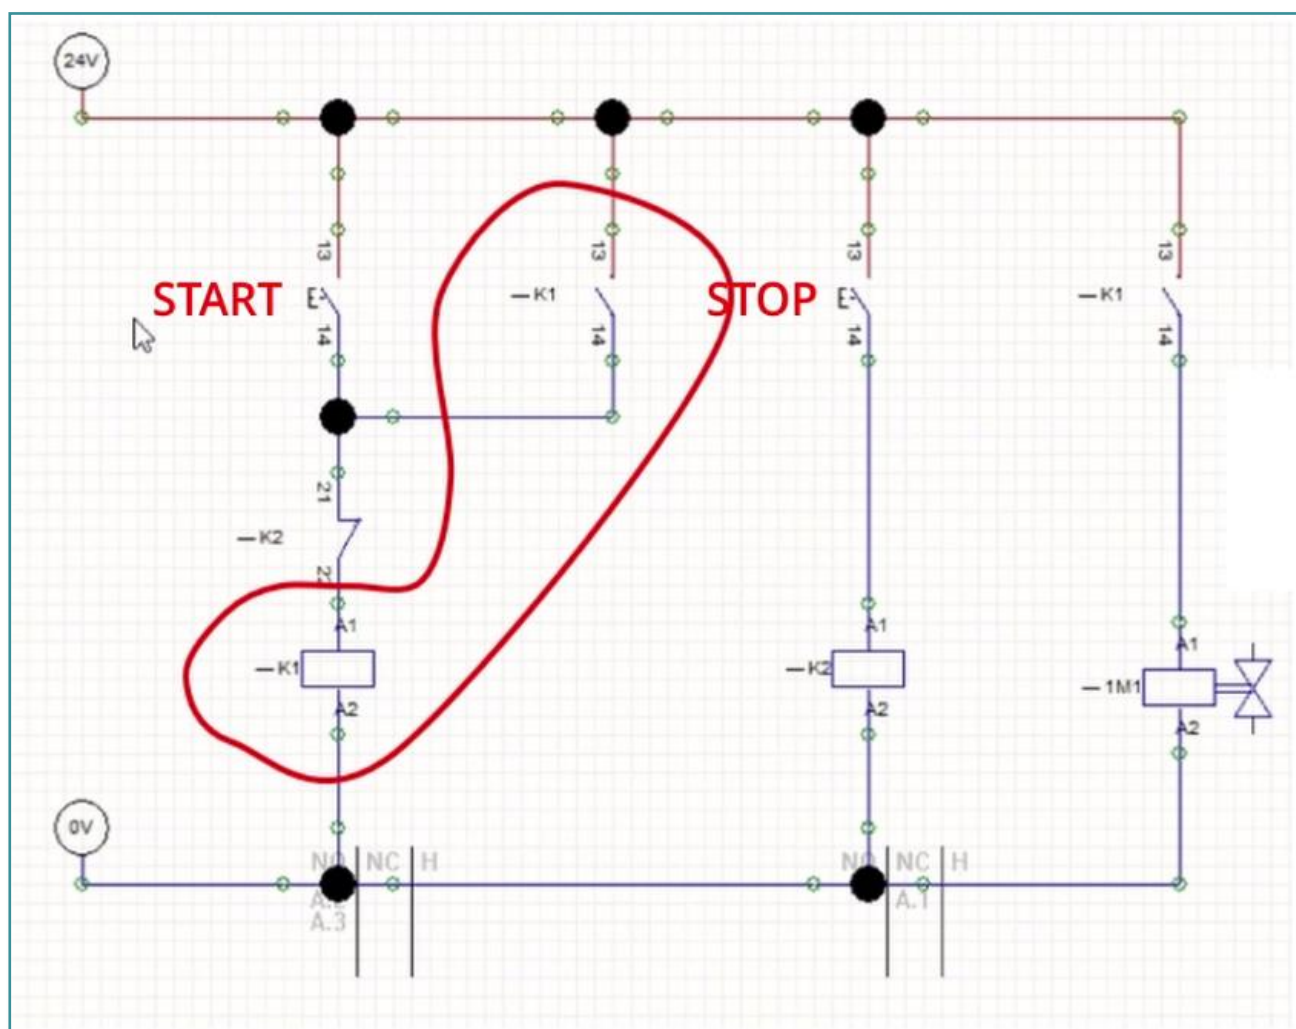 24V
13
13
13
13
START
E
—K1
STOP
E
—K1
14
14
14
14
21
—K2
22
A1
A1
A1
—K1
—K2
—1M1
A2
A2
A2
0V
NO NC H
NO NC H
A.2
A.1
A.3